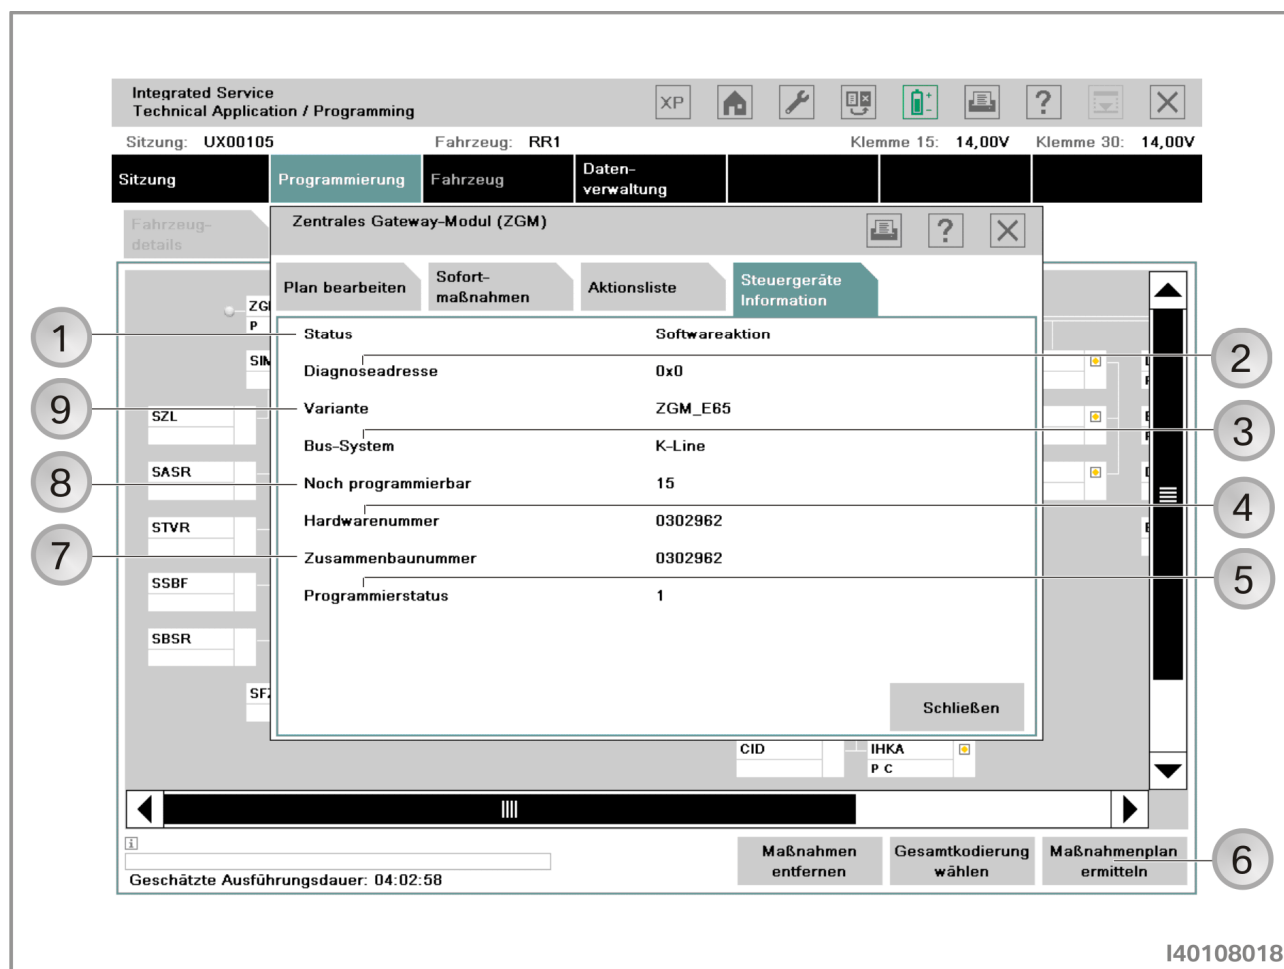 Integrated Service
Technical Application / Programming
XP
?
Sitzung: UX00105
Fahrzeug: RR1
Klemme 15: 14,00V
Klemme 30: 14,00V
Sitzung
Programmierung
Fahrzeug
Daten-
verwaltung
Fahrzeug-
details
Zentrales Gateway-Modul (ZGM)
?
Plan bearbeiten
Sofort-
maßnahmen
Aktionsliste
Steuergeräte
Information
P
SZL
SASR
STVR
SSBF
SBSR
1
Status
Softwareaktion
2
Diagnoseadresse
0x0
9
Variante
ZGM_E65
3
Bus-System
K-Line
8
Noch programmierbar
15
4
Hardwarenummer
0302962
7
Zusammenbaunummer
0302962
5
Programmierstatus
1
Schließen
CID
IHKA
P C
i
Geschätzte Ausführungsdauer: 04:02:58
Maßnahmen
entfernen
Gesamtkodierung
wählen
Maßnahmenplan
ermitteln
6
I40108018